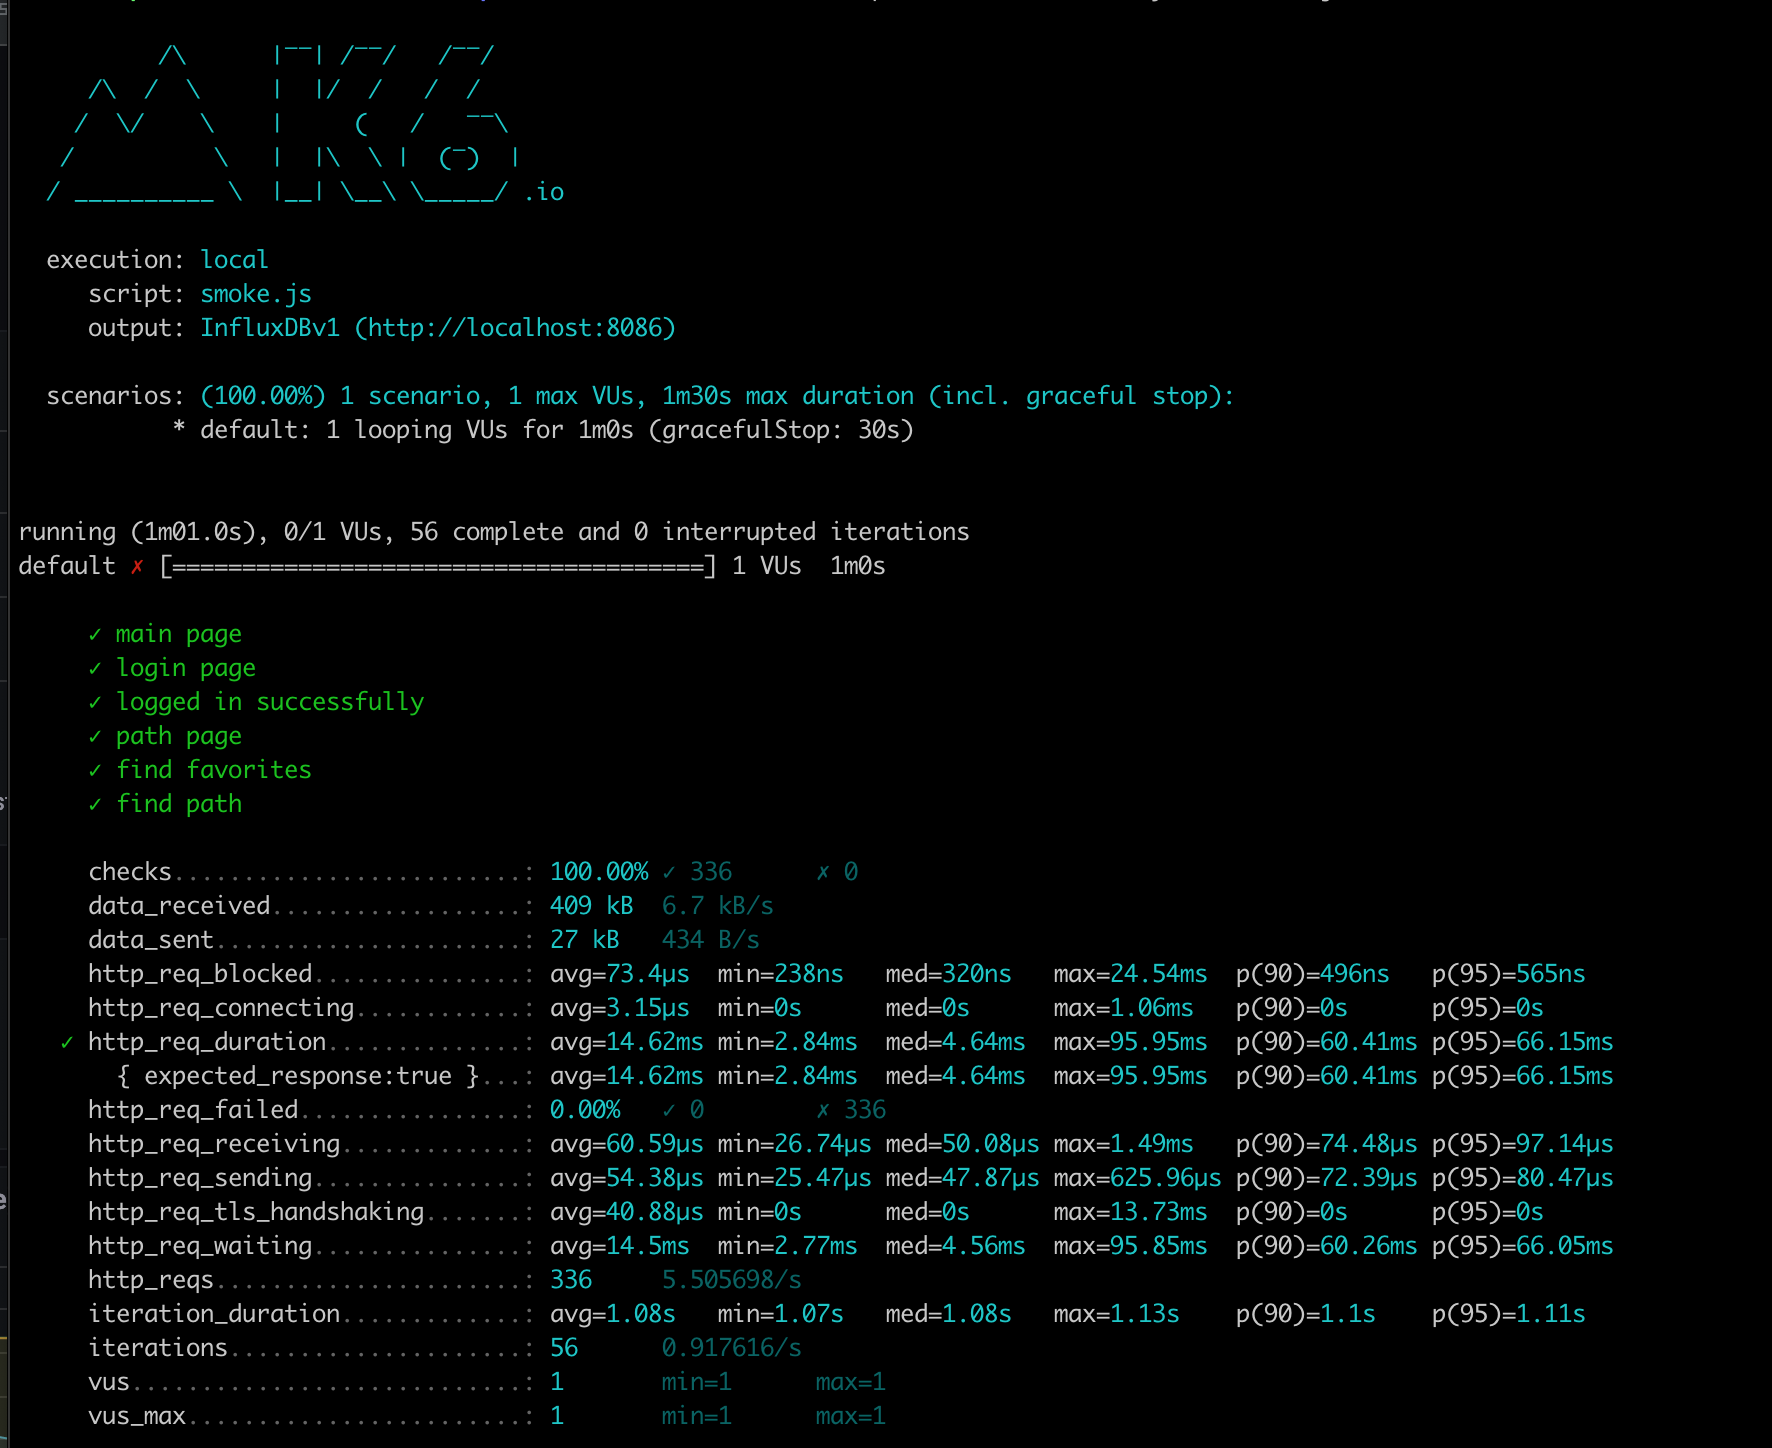 /\      |‾‾| /‾‾/   /‾‾/
/\  /  \     |  |/  /   /  /
/  \/    \    |     (   /   ‾‾\
/          \   |  |\  \ |  (‾)  |
/ __________ \  |__| \__\ \_____/ .io
execution: local
script: smoke.js
output: InfluxDBv1 (http://localhost:8086)
scenarios: (100.00%) 1 scenario, 1 max VUs, 1m30s max duration (incl. graceful stop):
* default: 1 looping VUs for 1m0s (gracefulStop: 30s)
running (1m01.0s), 0/1 VUs, 56 complete and 0 interrupted iterations
default ✗ [======================================] 1 VUs  1m0s
✓ main page
✓ login page
✓ logged in successfully
✓ path page
✓ find favorites
✓ find path
checks.........................: 100.00% ✓ 336      ✗ 0
data_received..................: 409 kB  6.7 kB/s
data_sent......................: 27 kB   434 B/s
http_req_blocked...............: avg=73.4µs  min=238ns   med=320ns   max=24.54ms  p(90)=496ns   p(95)=565ns
http_req_connecting............: avg=3.15µs  min=0s      med=0s      max=1.06ms   p(90)=0s      p(95)=0s
✓ http_req_duration..............: avg=14.62ms min=2.84ms  med=4.64ms  max=95.95ms  p(90)=60.41ms p(95)=66.15ms
{ expected_response:true }...: avg=14.62ms min=2.84ms  med=4.64ms  max=95.95ms  p(90)=60.41ms p(95)=66.15ms
http_req_failed................: 0.00%   ✓ 0        ✗ 336
http_req_receiving.............: avg=60.59µs min=26.74µs med=50.08µs max=1.49ms   p(90)=74.48µs p(95)=97.14µs
http_req_sending...............: avg=54.38µs min=25.47µs med=47.87µs max=625.96µs p(90)=72.39µs p(95)=80.47µs
http_req_tls_handshaking.......: avg=40.88µs min=0s      med=0s      max=13.73ms  p(90)=0s      p(95)=0s
http_req_waiting...............: avg=14.5ms  min=2.77ms  med=4.56ms  max=95.85ms  p(90)=60.26ms p(95)=66.05ms
http_reqs......................: 336     5.505698/s
iteration_duration.............: avg=1.08s   min=1.07s   med=1.08s   max=1.13s    p(90)=1.1s    p(95)=1.11s
iterations.....................: 56      0.917616/s
vus............................: 1       min=1      max=1
vus_max........................: 1       min=1      max=1